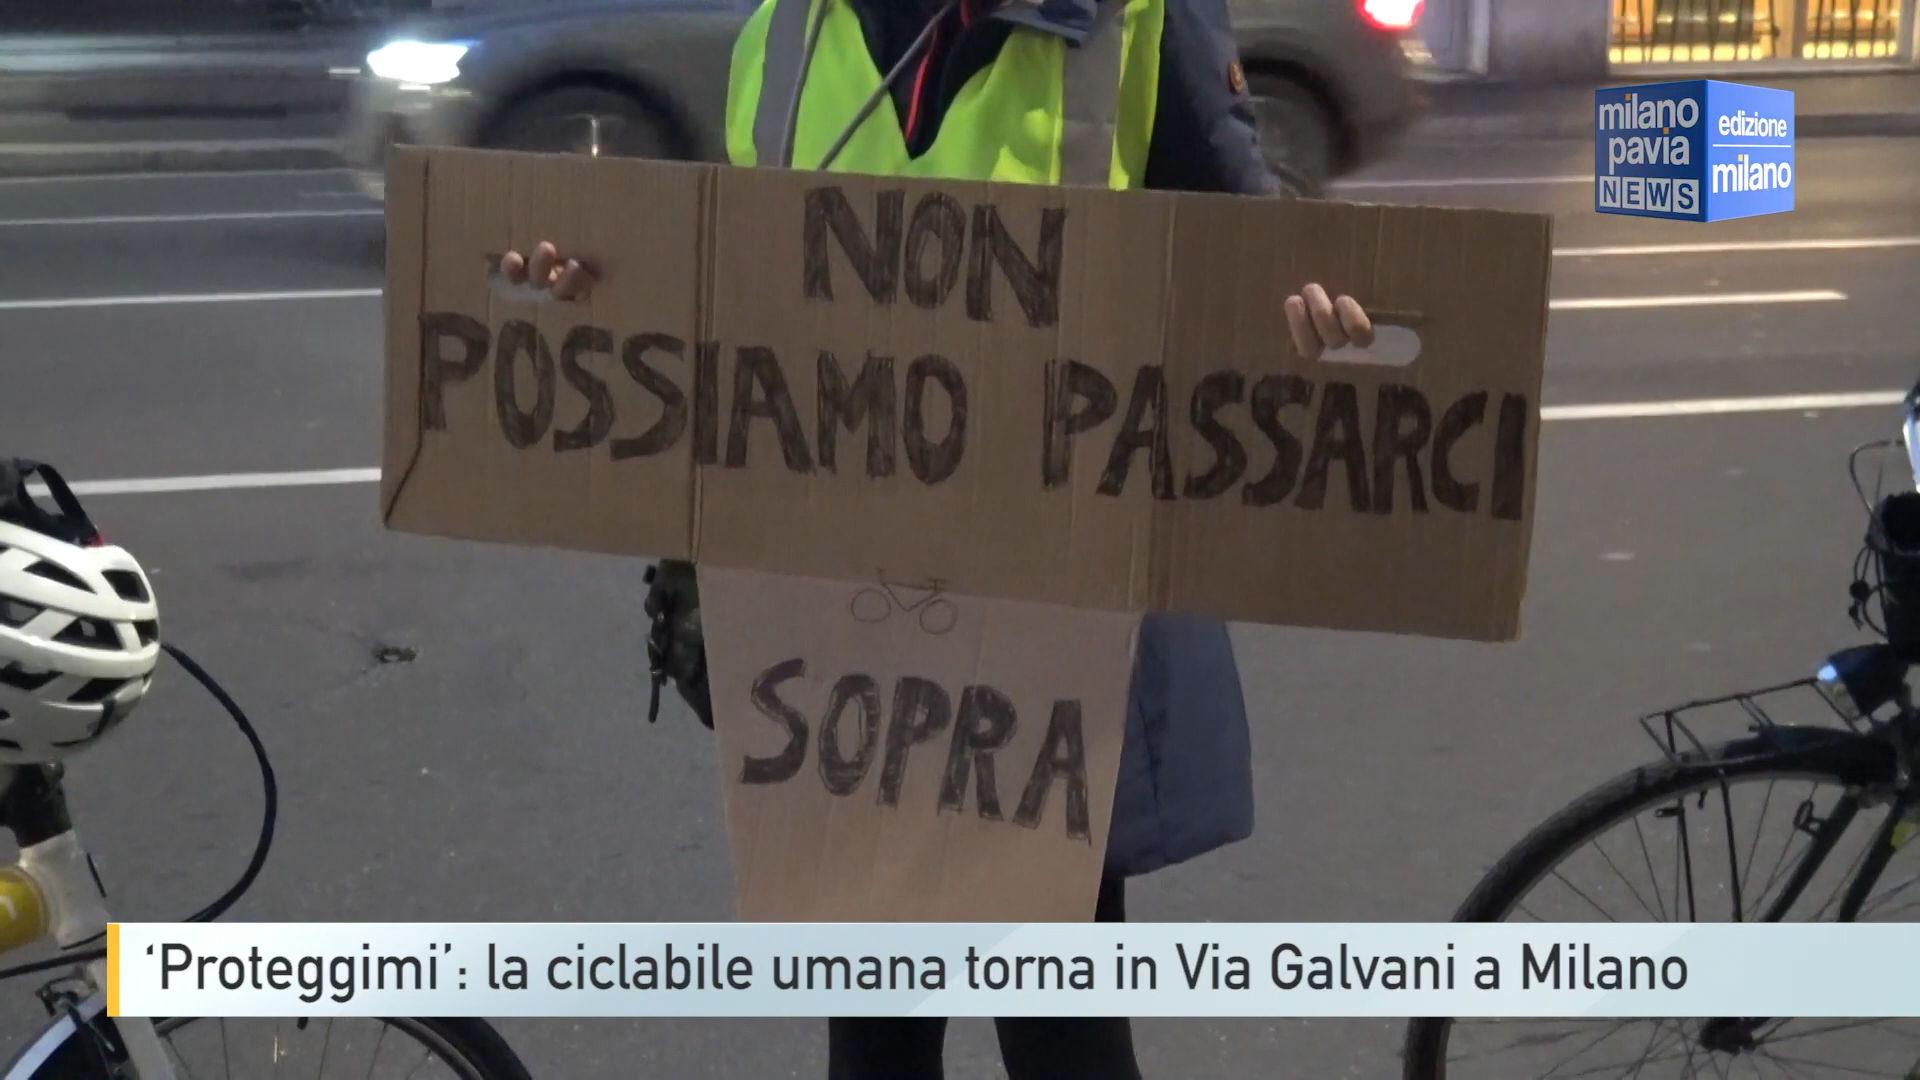 milano
pavia
NEWS
edizione
milano
NON
POSSIAMO PASSARCI
SOPRA
‘Proteggimi’: la ciclabile umana torna in Via Galvani a Milano